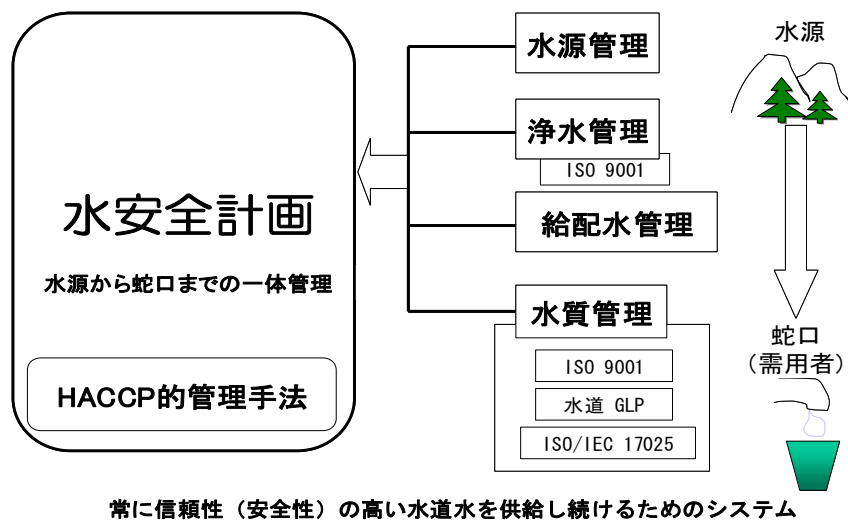 水安全計画
水源から蛇口までの一体管理
HACCP的管理手法
水源管理
浄水管理
ISO 9001
給配水管理
水質管理
ISO 9001
水道 GLP
ISO/IEC 17025
水源
蛇口
（需用者）
常に信頼性（安全性）の高い水道水を供給し続けるためのシステム